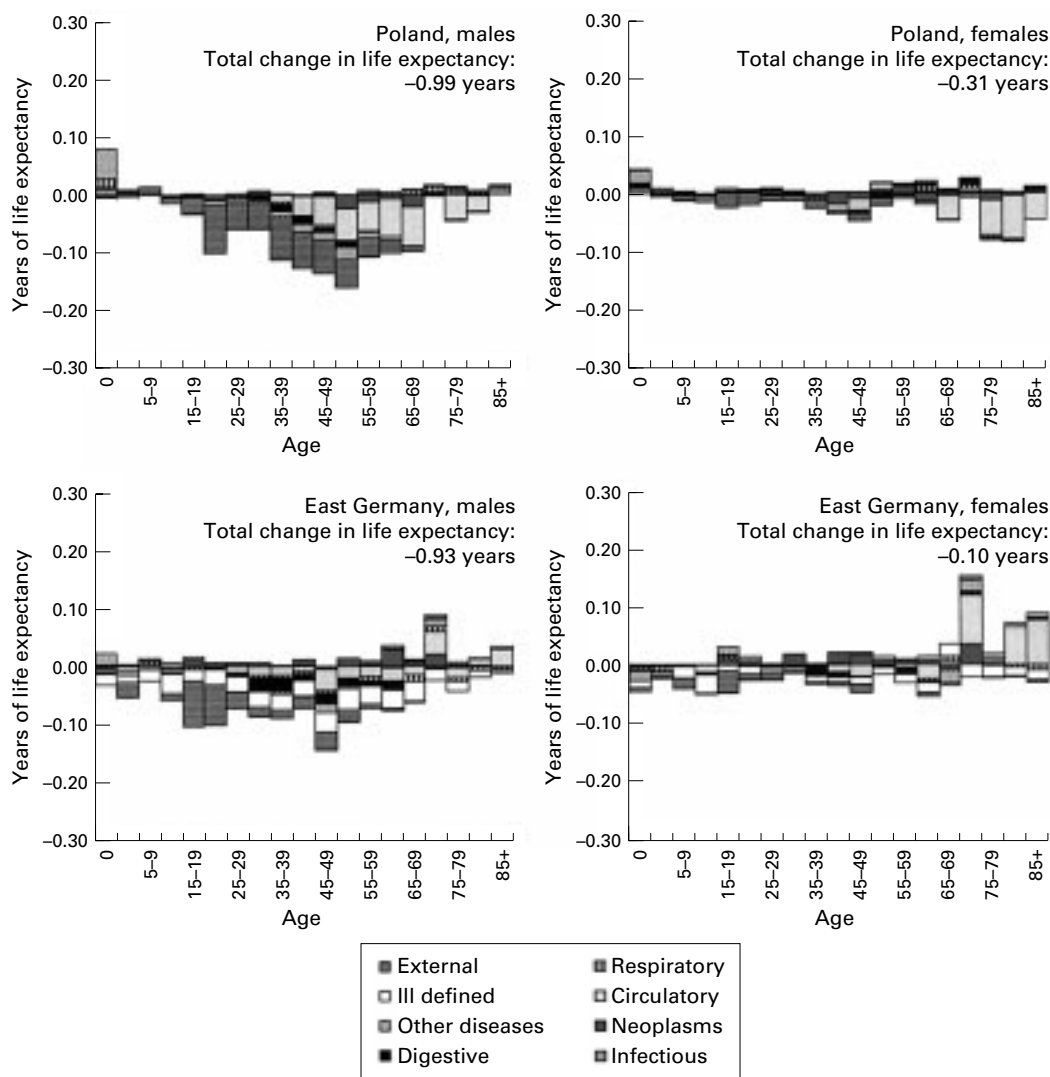 Poland, males
Total change in life expectancy:
–0.99 years
0.30
0.20
0.10
0.00
–0.10
–0.20
–0.30
Years of life expectancy
0
5–9
15–19
25–29
35–39
45–49
55–59
65–69
75–79
85+
Age
Poland, females
Total change in life expectancy:
–0.31 years
0.30
0.20
0.10
0.00
–0.10
–0.20
–0.30
Years of life expectancy
0
5–9
15–19
25–29
35–39
45–49
55–59
65–69
75–79
85+
Age
East Germany, males
Total change in life expectancy:
–0.93 years
0.30
0.20
0.10
0.00
–0.10
–0.20
–0.30
Years of life expectancy
0
5–9
15–19
25–29
35–39
45–49
55–59
65–69
75–79
85+
Age
East Germany, females
Total change in life expectancy:
–0.10 years
0.30
0.20
0.10
0.00
–0.10
–0.20
–0.30
Years of life expectancy
0
5–9
15–19
25–29
35–39
45–49
55–59
65–69
75–79
85+
Age
External
Ill defined
Other diseases
Digestive
Respiratory
Circulatory
Neoplasms
Infectious